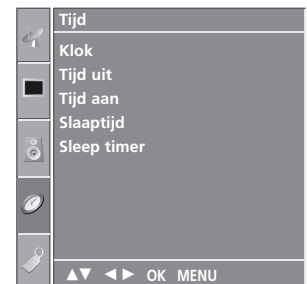 Tijd
Klok
Tijd uit
Tijd aan
Slaaptijd
Sleep timer
▲▼ ◄► OK MENU